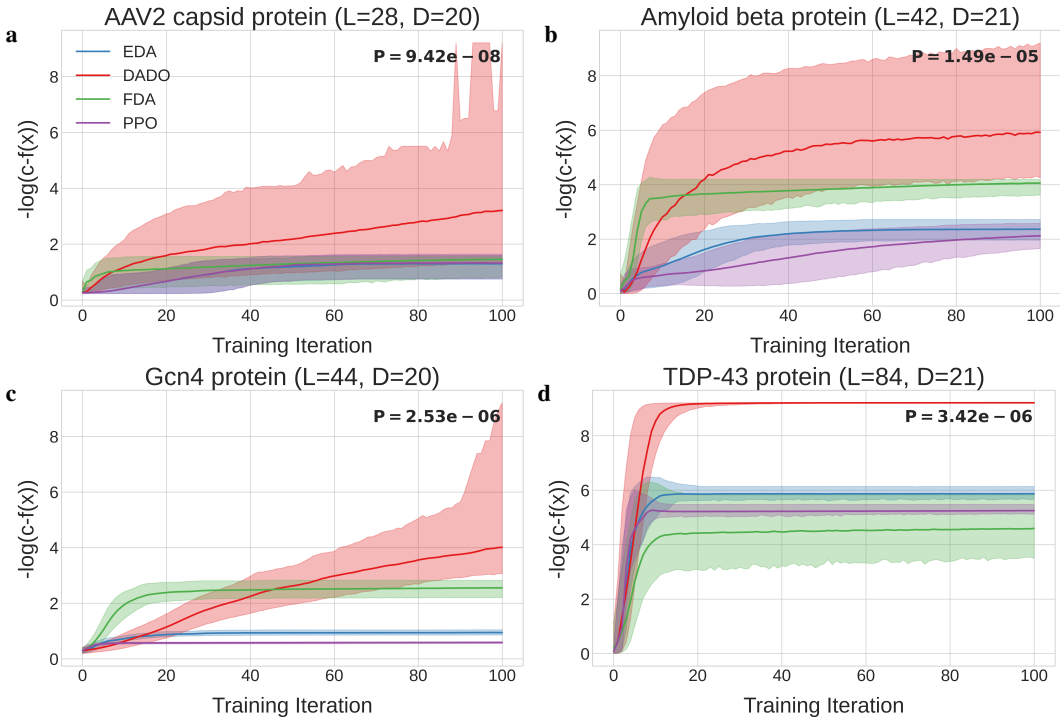 a
AAV2 capsid protein (L=28, D=20)
P = 9.42e − 08
EDA
DADO
FDA
PPO
-log(c-f(x))
8
6
4
2
0
0 20 40 60 80 100
Training Iteration
b
Amyloid beta protein (L=42, D=21)
P = 1.49e − 05
-log(c-f(x))
8
6
4
2
0
0 20 40 60 80 100
Training Iteration
c
Gcn4 protein (L=44, D=20)
P = 2.53e − 06
-log(c-f(x))
8
6
4
2
0
0 20 40 60 80 100
Training Iteration
d
TDP-43 protein (L=84, D=21)
P = 3.42e − 06
-log(c-f(x))
8
6
4
2
0
0 20 40 60 80 100
Training Iteration